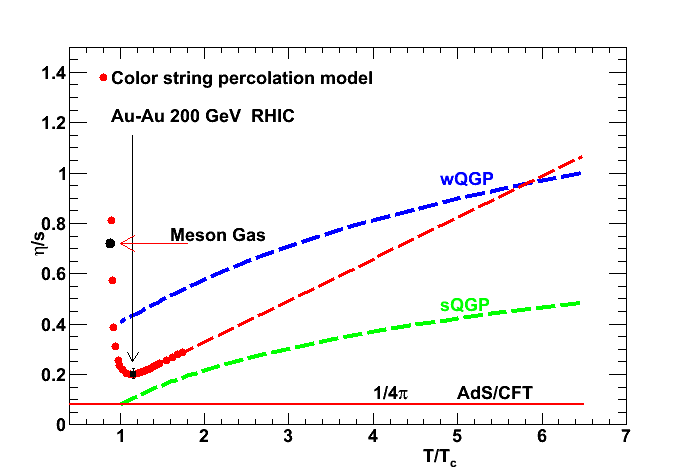 Color string percolation model
Au-Au 200 GeV RHIC
wQGP
Meson Gas
sQGP
1/4π AdS/CFT
η/s
1.4
1.2
1
0.8
0.6
0.4
0.2
0
1 2 3 4 5 6 7
T/Tc